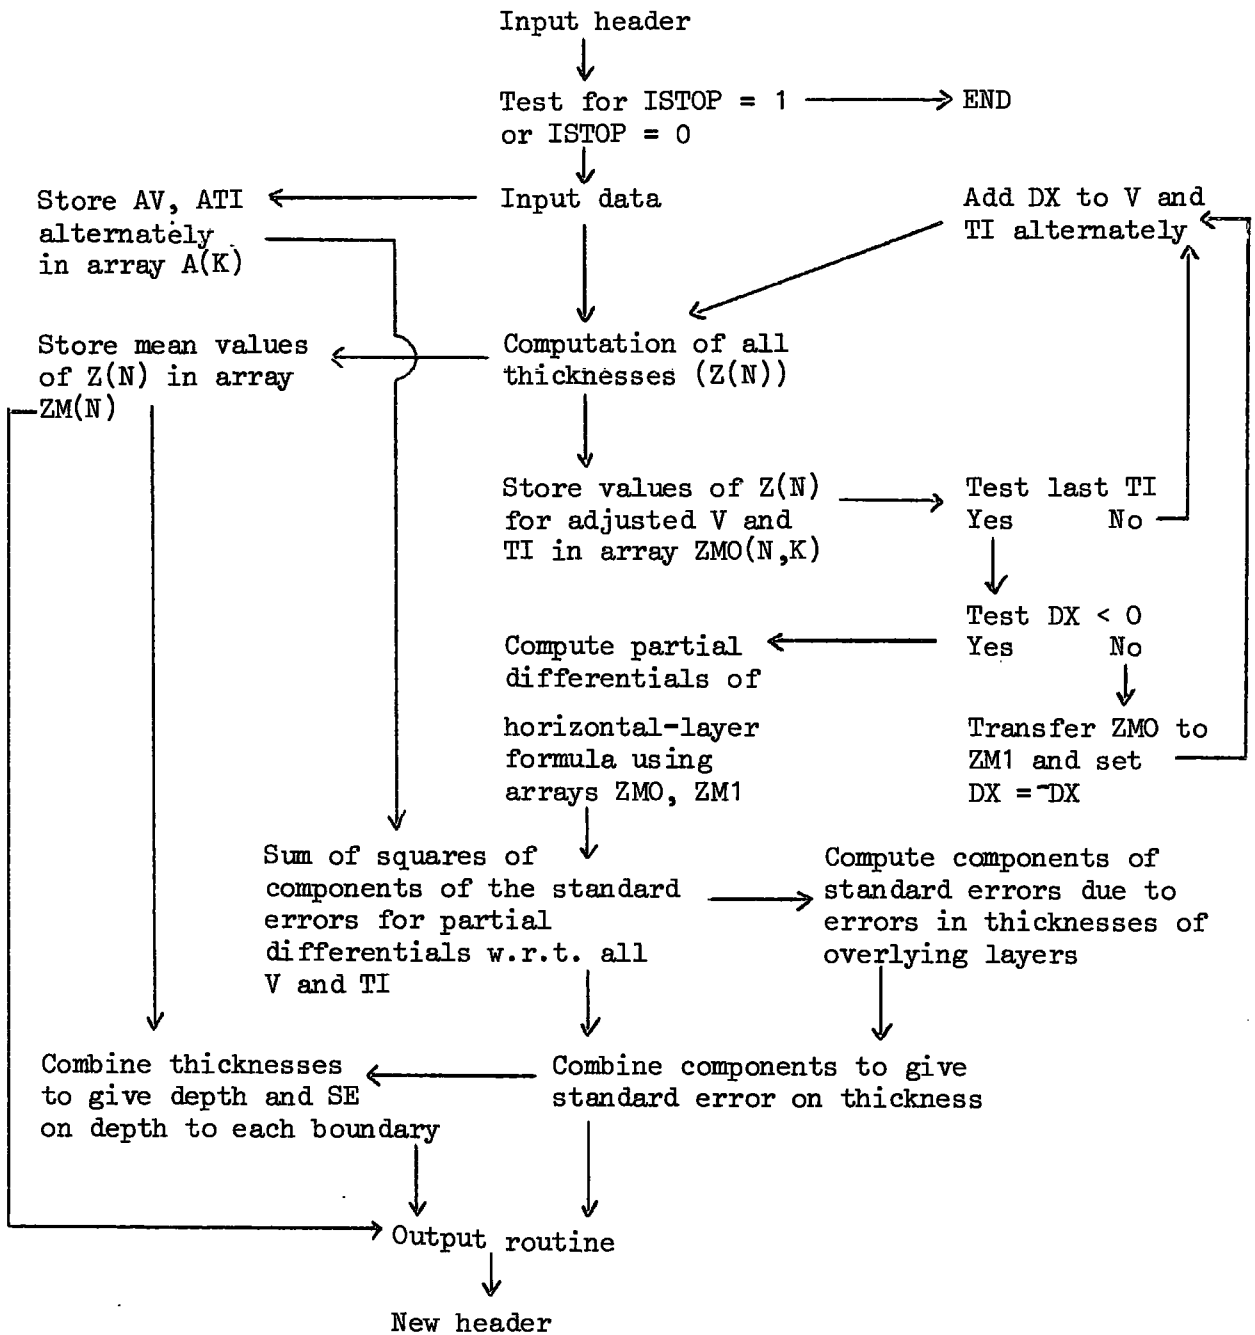 Input header
Test for ISTOP = 1
or ISTOP = 0
END
Store AV, ATI
alternately
in array A(K)
Input data
Add DX to V and
TI alternately
Store mean values
of Z(N) in array
ZM(N)
Computation of all
thicknesses (Z(N))
Store values of Z(N)
for adjusted V and
TI in array ZMO(N,K)
Test last TI
Yes No
Test DX < 0
Yes No
Compute partial
differentials of
horizontal-layer
formula using
arrays ZMO, ZM1
Transfer ZMO to
ZM1 and set
DX = -DX
Sum of squares of
components of the standard
errors for partial
differentials w.r.t. all
V and TI
Compute components of
standard errors due to
errors in thicknesses of
overlying layers
Combine thicknesses
to give depth and SE
on depth to each boundary
Combine components to give
standard error on thickness
Output routine
New header